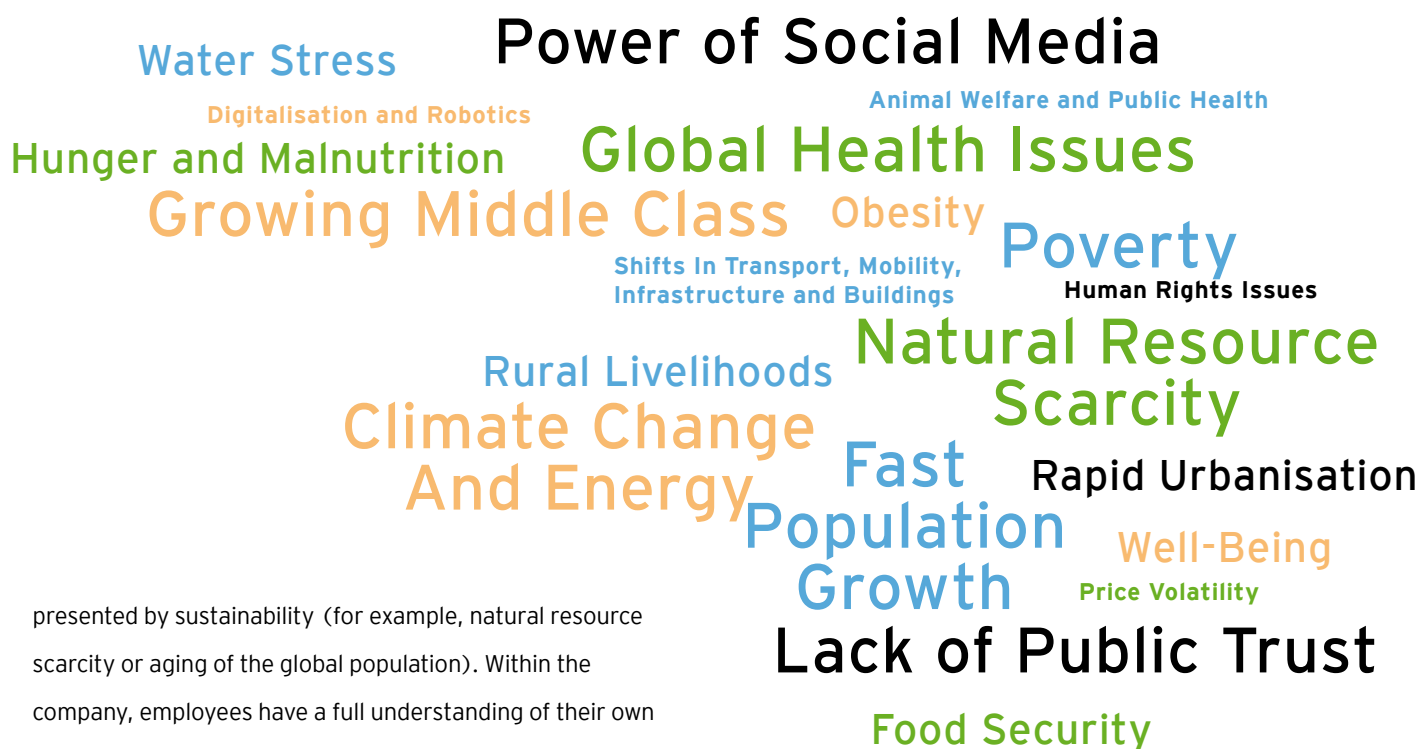 Power of Social Media
Water Stress
Animal Welfare and Public Health
Digitalisation and Robotics
Global Health Issues
Hunger and Malnutrition
Growing Middle Class
Obesity
Poverty
Shifts In Transport, Mobility,
Infrastructure and Buildings
Human Rights Issues
Natural Resource
Scarcity
Rural Livelihoods
Climate Change
And Energy
Fast
Population
Growth
Rapid Urbanisation
Well-Being
Price Volatility
Lack of Public Trust
Food Security
presented by sustainability (for example, natural resource
scarcity or aging of the global population). Within the
company, employees have a full understanding of their own